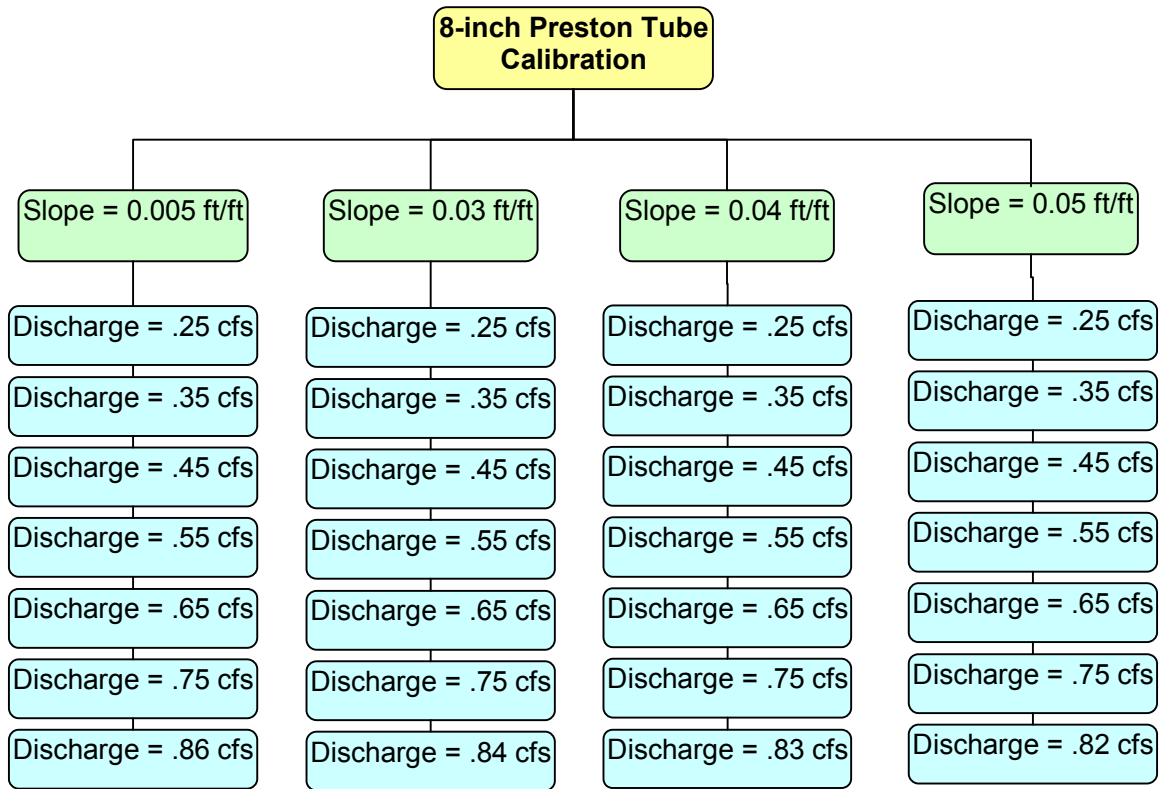 8-inch Preston Tube
Calibration
Slope = 0.005 ft/ft
Discharge = .25 cfs
Discharge = .35 cfs
Discharge = .45 cfs
Discharge = .55 cfs
Discharge = .65 cfs
Discharge = .75 cfs
Discharge = .86 cfs
Slope = 0.03 ft/ft
Discharge = .25 cfs
Discharge = .35 cfs
Discharge = .45 cfs
Discharge = .55 cfs
Discharge = .65 cfs
Discharge = .75 cfs
Discharge = .84 cfs
Slope = 0.04 ft/ft
Discharge = .25 cfs
Discharge = .35 cfs
Discharge = .45 cfs
Discharge = .55 cfs
Discharge = .65 cfs
Discharge = .75 cfs
Discharge = .83 cfs
Slope = 0.05 ft/ft
Discharge = .25 cfs
Discharge = .35 cfs
Discharge = .45 cfs
Discharge = .55 cfs
Discharge = .65 cfs
Discharge = .75 cfs
Discharge = .82 cfs